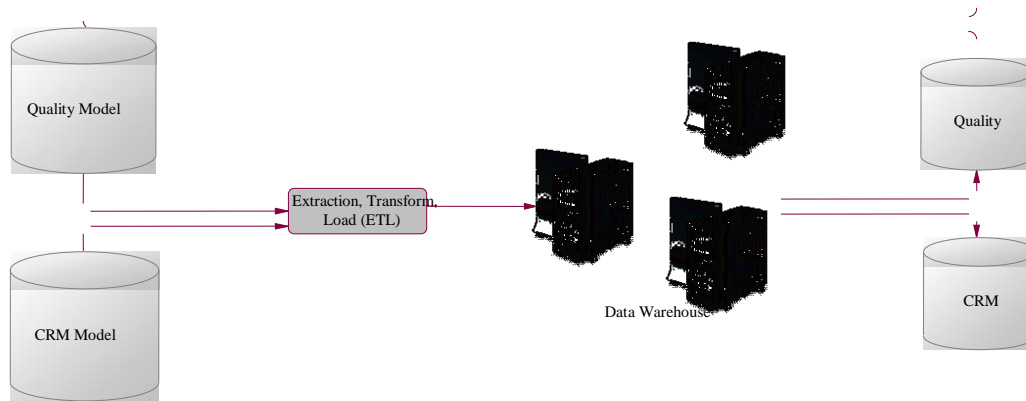 Quality Model
Extraction, Transform,
Load (ETL)
CRM Model
Data Warehouse
Quality
CRM